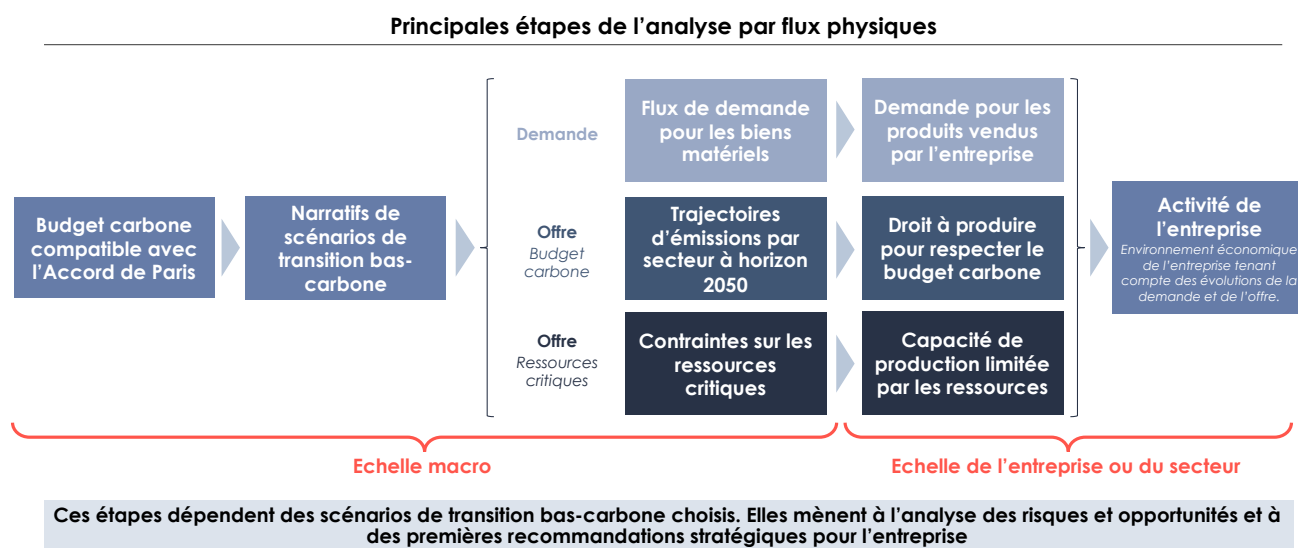 Principales étapes de l'analyse par flux physiques
Budget carbone
compatible avec
l'Accord de Paris
Narratifs de
scénarios de
transition bas-
carbone
Demande
Flux de demande
pour les biens
matériels
Demande pour les
produits vendus
par l'entreprise
Offre
Budget
carbone
Trajectoires
d'émissions par
secteur à horizon
2050
Droit à produire
pour respecter le
budget carbone
Offre
Ressources
critiques
Contraintes sur les
ressources
critiques
Capacité de
production limitée
par les ressources
Activité de
l'entreprise
Environnement économique
de l'entreprise tenant
compte des évolutions de la
demande et de l'offre.
Echelle macro
Echelle de l'entreprise ou du secteur
Ces étapes dépendent des scénarios de transition bas-carbone choisis. Elles mènent à l'analyse des risques et opportunités et à
des premières recommandations stratégiques pour l'entreprise